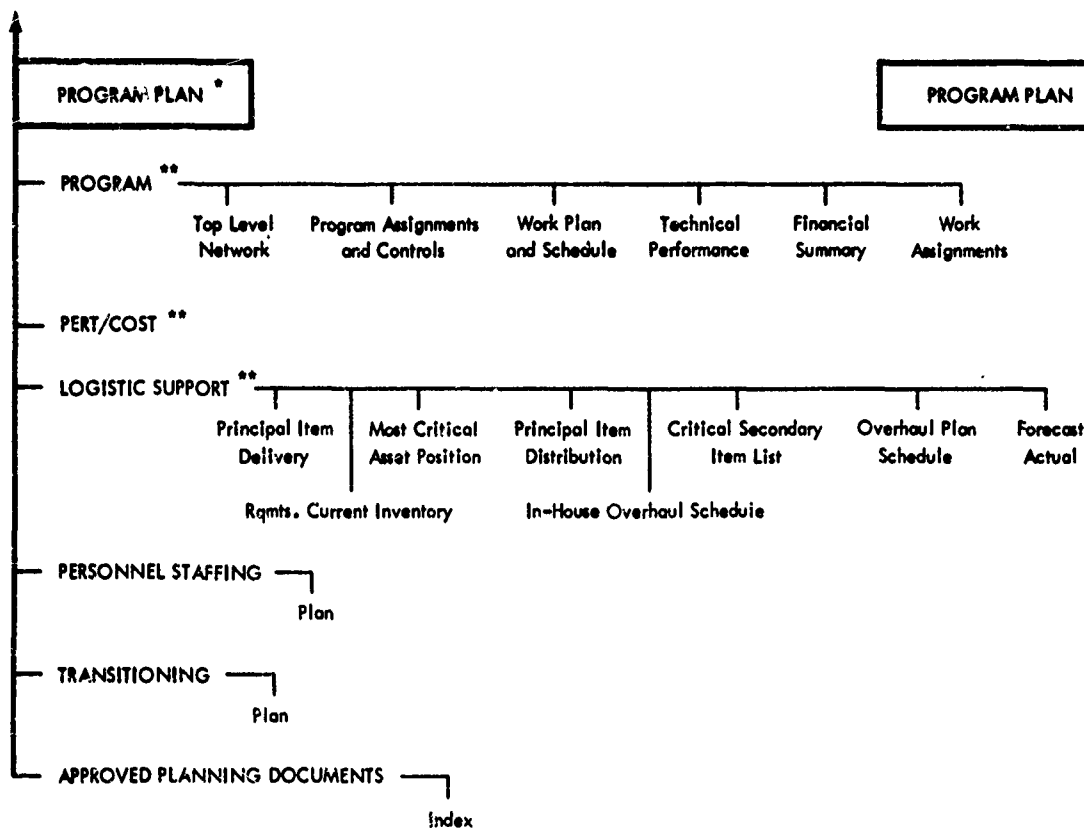 PROGRAM PLAN *
PROGRAM PLAN
PROGRAM **
Top Level
Network
Program Assignments
and Controls
Work Plan
and Schedule
Technical
Performance
Financial
Summary
Work
Assignments
PERT/COST **
LOGISTIC SUPPORT **
Principal Item
Delivery
Most Critical
Asset Position
Principal Item
Distribution
Critical Secondary
Item List
Overhaul Plan
Schedule
Forecast
Actual
Rqmts. Current Inventory
In-House Overhaul Schedule
PERSONNEL STAFFING
Plan
TRANSITIONING
Plan
APPROVED PLANNING DOCUMENTS
Index